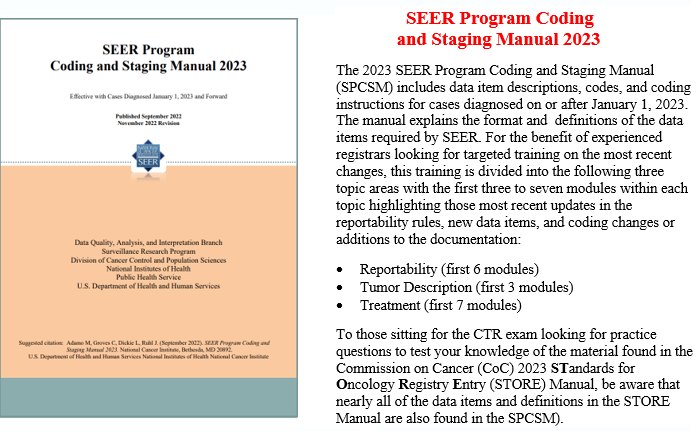 SEER Program
Coding and Staging Manual 2023
Effective with Cases Diagnosed January 1, 2023 and Forward
Published September 2022
November 2022 Revision
SEER
Data Quality, Analysis, and Interpretation Branch
Surveillance Research Program
Division of Cancer Control and Population Sciences
National Institutes of Health
Public Health Service
U.S. Department of Health and Human Services
Suggested citation: Adamo M, Groves C, Dickie L, Ruhl J. (September 2022). SEER Program Coding and
Staging Manual 2023. National Cancer Institute, Bethesda, MD 20892.
U.S. Department of Health and Human Services National Institutes of Health National Cancer Institute
SEER Program Coding
and Staging Manual 2023
The 2023 SEER Program Coding and Staging Manual
(SPCSM) includes data item descriptions, codes, and coding
instructions for cases diagnosed on or after January 1, 2023.
The manual explains the format and definitions of the data
items required by SEER. For the benefit of experienced
registrars looking for targeted training on the most recent
changes, this training is divided into the following three
topic areas with the first three to seven modules within each
topic highlighting those most recent updates in the
reportability rules, new data items, and coding changes or
additions to the documentation:
• Reportability (first 6 modules)
• Tumor Description (first 3 modules)
• Treatment (first 7 modules)
To those sitting for the CTR exam looking for practice
questions to test your knowledge of the material found in the
Commission on Cancer (CoC) 2023 STandards for
Oncology Registry Entry (STORE) Manual, be aware that
nearly all of the data items and definitions in the STORE
Manual are also found in the SPCSM).